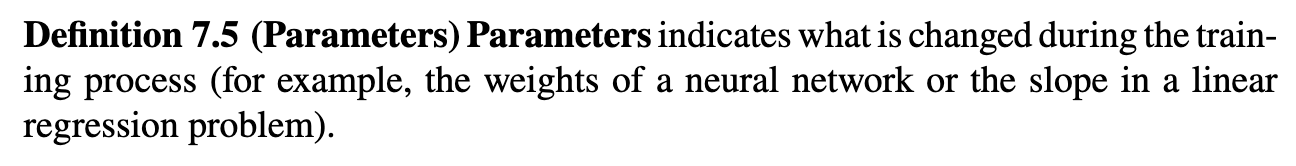 Definition 7.5 (Parameters) Parameters indicates what is changed during the train-
ing process (for example, the weights of a neural network or the slope in a linear
regression problem).